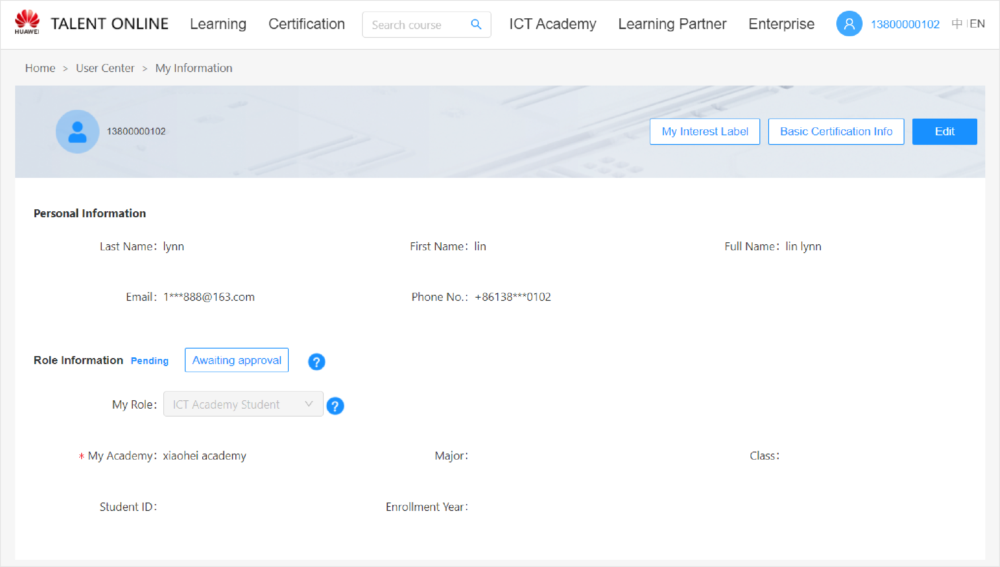 HUAWEI TALENT ONLINE Learning Certification Search course ICT Academy Learning Partner Enterprise 13800000102 中 | EN
Home > User Center > My Information
13800000102 My Interest Label Basic Certification Info Edit
Personal Information
Last Name: lynn First Name: lin Full Name: lin lynn
Email: 1***888@163.com Phone No.: +86138***0102
Role Information Pending Awaiting approval ?
My Role: ICT Academy Student ?
* My Academy: xiaohei academy Major: Class:
Student ID: Enrollment Year: